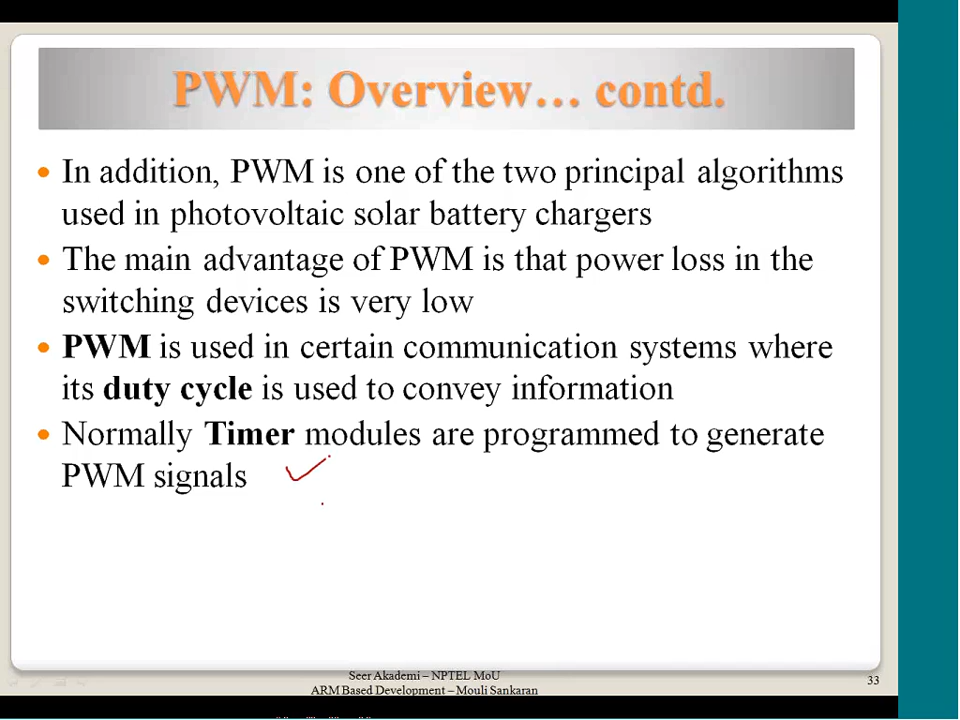 PWM: Overview… contd.
In addition, PWM is one of the two principal algorithms
used in photovoltaic solar battery chargers
The main advantage of PWM is that power loss in the
switching devices is very low
PWM is used in certain communication systems where
its duty cycle is used to convey information
Normally Timer modules are programmed to generate
PWM signals
Seer Akademi – NPTEL MoU
ARM Based Development – Mouli Sankaran
33